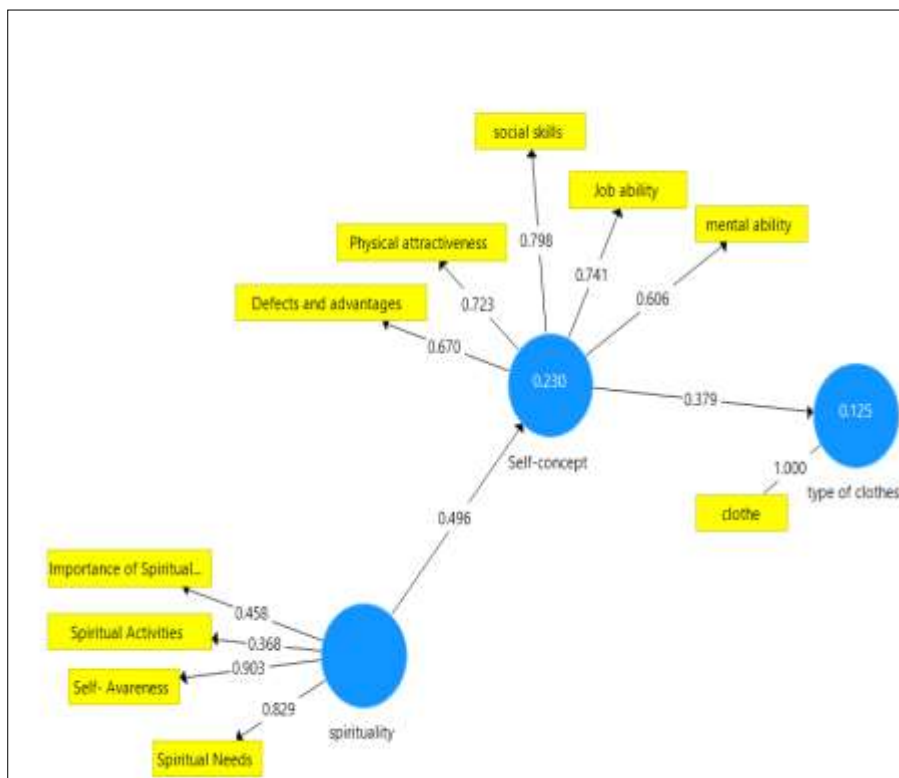 social skills
Job ability
mental ability
Physical attractiveness
Defects and advantages
0.798
0.741
0.606
0.723
0.670
0.230
Self-concept
0.379
0.125
type of clothes
1.000
clothe
0.496
Importance of Spiritual...
Spiritual Activities
Self- Avareness
Spiritual Needs
0.458
0.368
0.903
0.829
spirituality